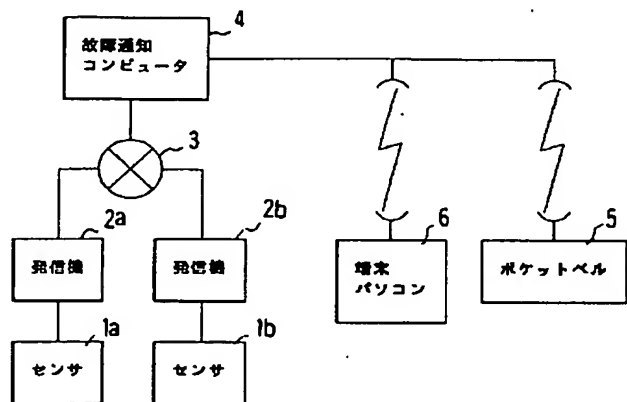 4
故障通知
コンピュータ
3
2a
2b
6
5
発信機
発信機
端末
パソコン
ポケットベル
1a
1b
センサ
センサ